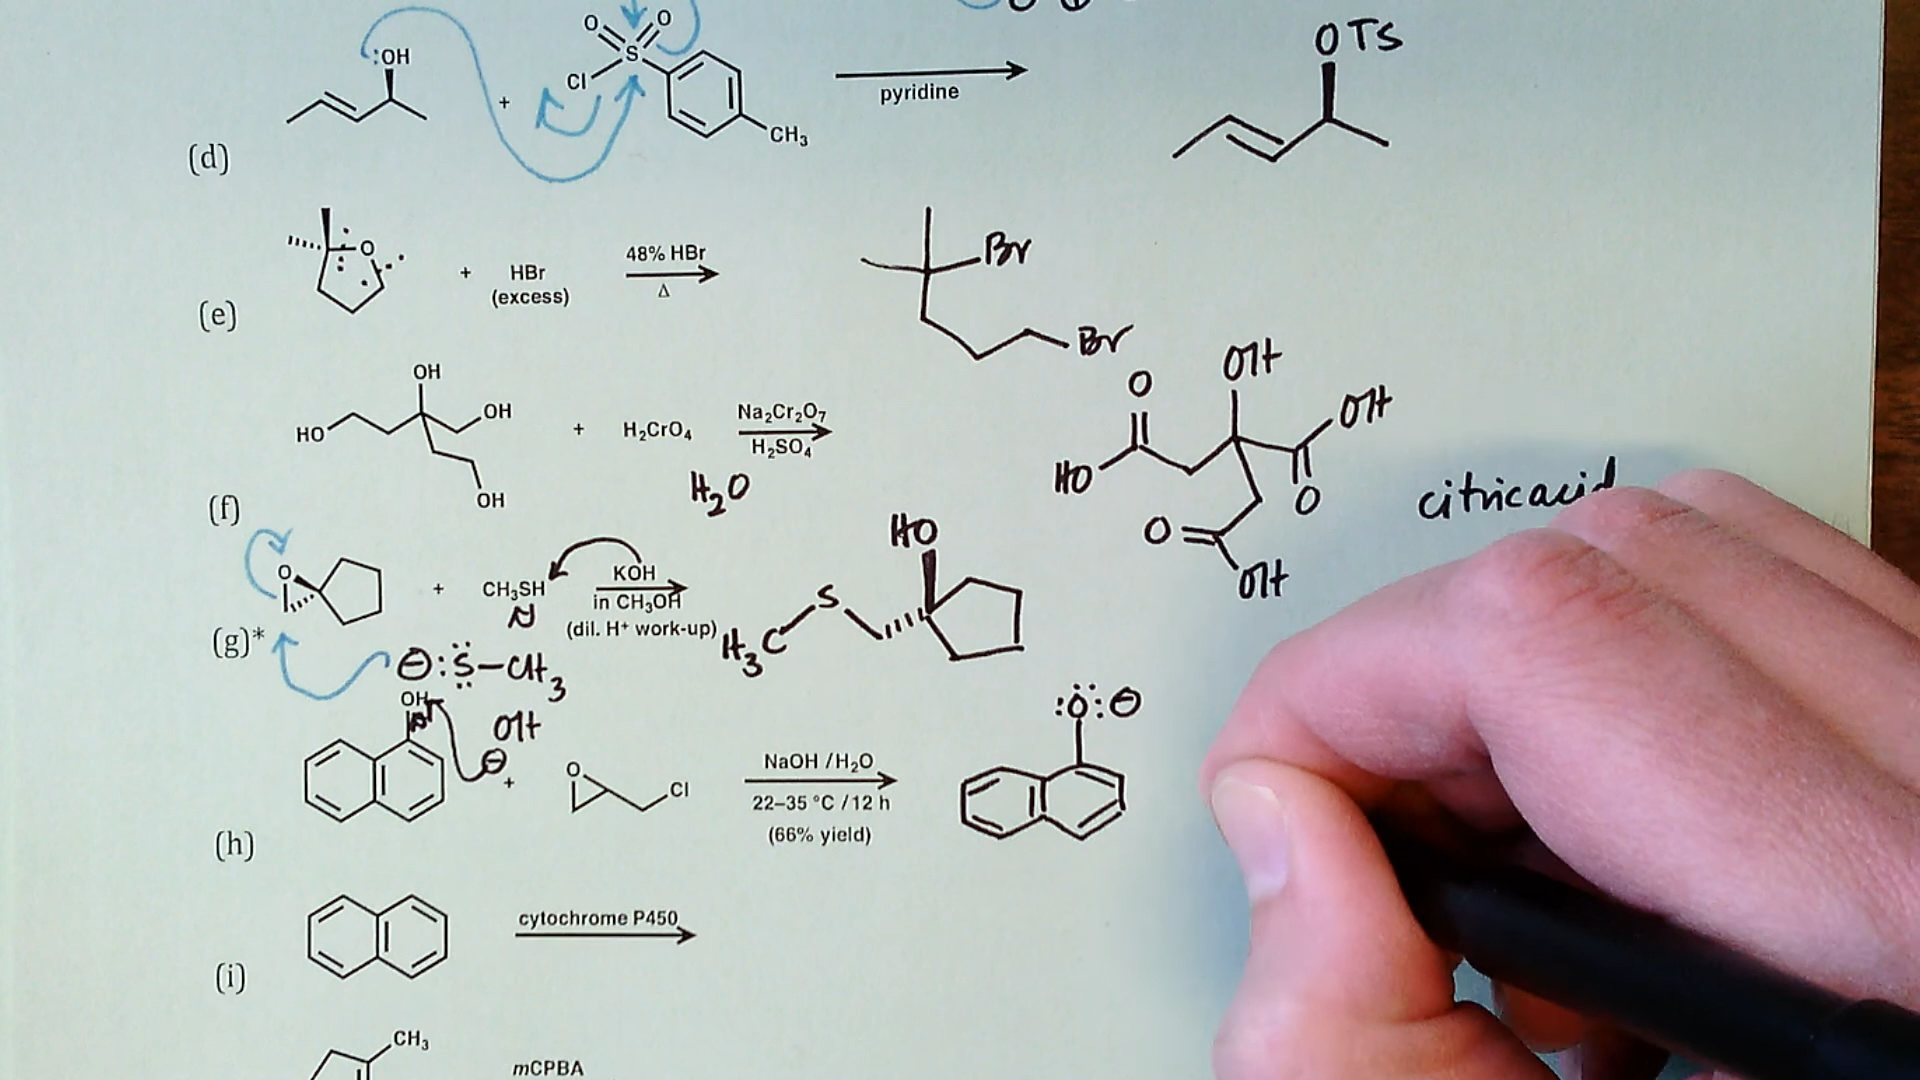 O O OTs
:OH
S
Cl
+
pyridine
CH₃
(d)
O
+ HBr
(excess)
48% HBr
Δ
Br
Br
(e)
OH
HO OH
OH
+ H₂CrO₄
Na₂Cr₂O₇
H₂SO₄
H₂O
O OH OH
HO O
O OH
citric acid
(f)
O
+ CH₃SH
KOH
in CH₃OH
(dil. H⁺ work-up)
HO
S
H₃C
(g)*
⊖:S̈–CH₃
OH
OH
⊖
+
O Cl
NaOH /H₂O
22–35 °C /12 h
(66% yield)
:Ö: ⊖
(h)
cytochrome P450
(i)
CH₃
mCPBA